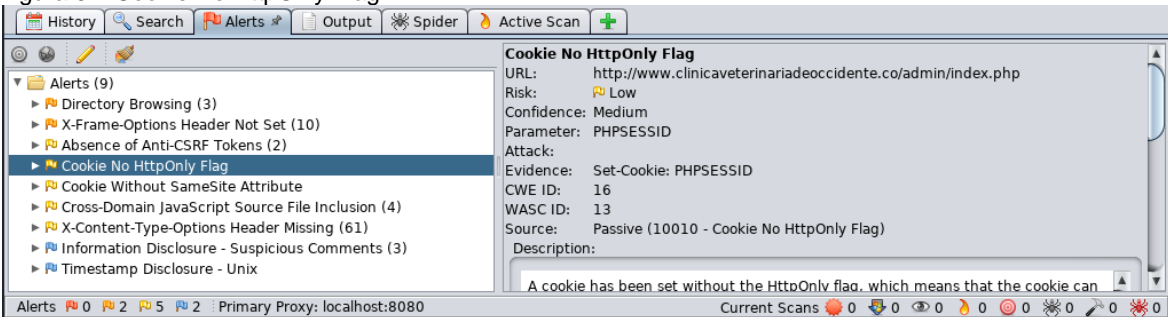 History Search Alerts Output Spider Active Scan
Alerts (9)
Directory Browsing (3)
X-Frame-Options Header Not Set (10)
Absence of Anti-CSRF Tokens (2)
Cookie No HttpOnly Flag
Cookie Without SameSite Attribute
Cross-Domain JavaScript Source File Inclusion (4)
X-Content-Type-Options Header Missing (61)
Information Disclosure - Suspicious Comments (3)
Timestamp Disclosure - Unix
Cookie No HttpOnly Flag
URL: http://www.clinicaveterinariadeoccidente.co/admin/index.php
Risk: Low
Confidence: Medium
Parameter: PHPSESSID
Attack:
Evidence: Set-Cookie: PHPSESSID
CWE ID: 16
WASC ID: 13
Source: Passive (10010 - Cookie No HttpOnly Flag)
Description:
A cookie has been set without the HttpOnly flag, which means that the cookie can
Alerts 0 2 5 2 Primary Proxy: localhost:8080 Current Scans 0 0 0 0 0 0 0 0